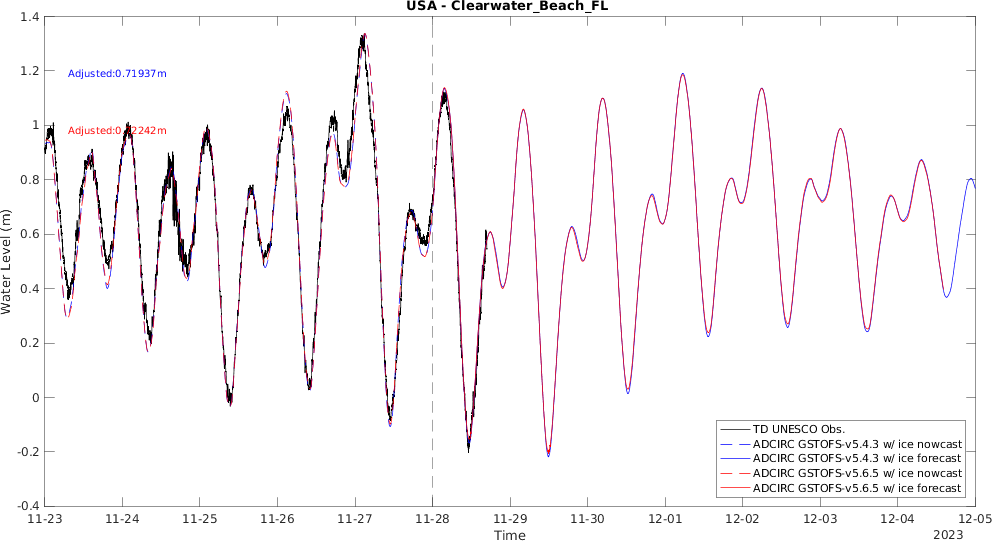 USA - Clearwater_Beach_FL
1.4
1.2
1
0.8
0.6
0.4
0.2
0
-0.2
-0.4
Water Level (m)
Adjusted:0.71937m
Adjusted:0. 2242m
11-23
11-24
11-25
11-26
11-27
11-28
11-29
11-30
12-01
12-02
12-03
12-04
12-05
Time
2023
TD UNESCO Obs.
ADCIRC GSTOFS-v5.4.3 w/ ice nowcast
ADCIRC GSTOFS-v5.4.3 w/ ice forecast
ADCIRC GSTOFS-v5.6.5 w/ ice nowcast
ADCIRC GSTOFS-v5.6.5 w/ ice forecast